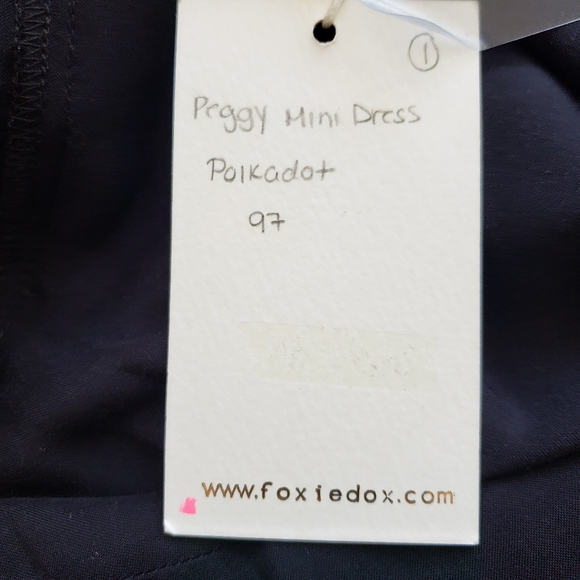 ①
Peggy Mini Dress
Polkadot
97
www.foxiedox.com